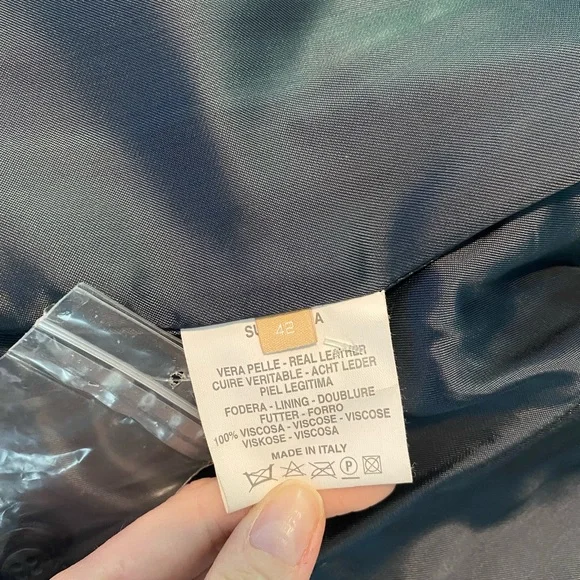 42
VERA PELLE - REAL LEATHER
CUIRE VERITABLE - ACHT LEDER
PIEL LEGITIMA
FODERA - LINING - DOUBLURE
FUTTER - FORRO
100% VISCOSA - VISCOSE - VISCOSE
VISKOSE - VISCOSA
MADE IN ITALY
P